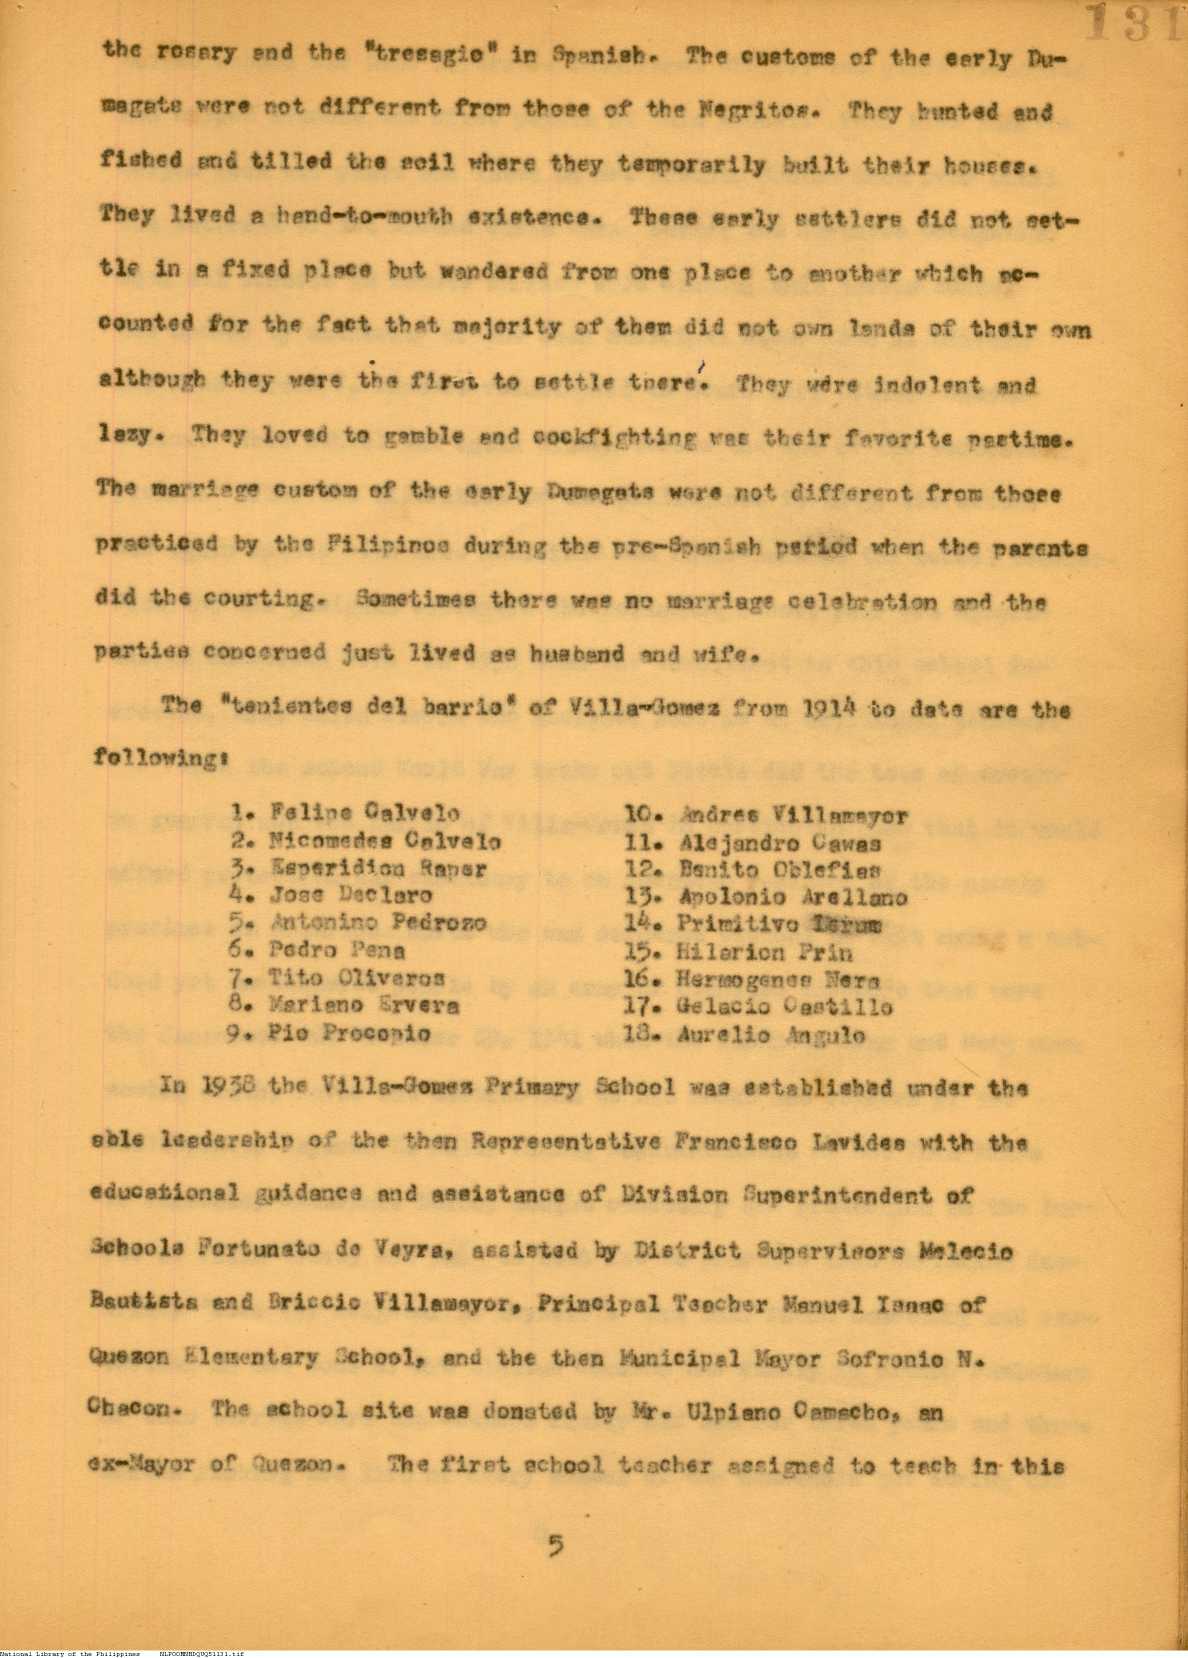 131
the rosary and the "tresagio" in Spanish. The customs of the early Du-
magats were not different from those of the Negritos. They hunted and
fished and tilled the soil where they temporarily built their houses.
They lived a hand-to-mouth existence. These early settlers did not set-
tle in a fixed place but wandered from one place to another which ac-
counted for the fact that majority of them did not own lands of their own
although they were the first to settle there. They were indolent and
lazy. They loved to gamble and cockfighting was their favorite pastime.
The marriage custom of the early Dumagats were not different from those
practiced by the Filipinos during the pre-Spanish period when the parents
did the courting. Sometimes there was no marriage celebration and the
parties concerned just lived as husband and wife.
The "tenientes del barrio" of Villa-Gomez from 1914 to date are the
following:
1. Felipe Calvelo
2. Nicomedes Calvelo
3. Esperidion Rapar
4. Jose Declaro
5. Antonino Pedrozo
6. Pedro Pena
7. Tito Oliveros
8. Mariano Ervera
9. Pio Procopio
10. Andres Villamayor
11. Alejandro Cawas
12. Benito Oblefias
13. Apolonio Arellano
14. Primitivo
15. Hilarion Prin
16. Hermogenes Nera
17. Gelacio Castillo
18. Aurelio Angulo
In 1938 the Villa-Gomez Primary School was established under the
able leadership of the then Representative Francisco Lavides with the
educational guidance and assistance of Division Superintendent of
Schools Fortunato de Veyra, assisted by District Supervisors Melecio
Bautista and Briccio Villamayor, Principal Teacher Manuel Isaac of
Quezon Elementary School, and the then Municipal Mayor Sofronio N.
Chacon. The school site was donated by Mr. Ulpiano Camacho, an
ex-Mayor of Quezon. The first school teacher assigned to teach in this
5
National Library of the Philippines